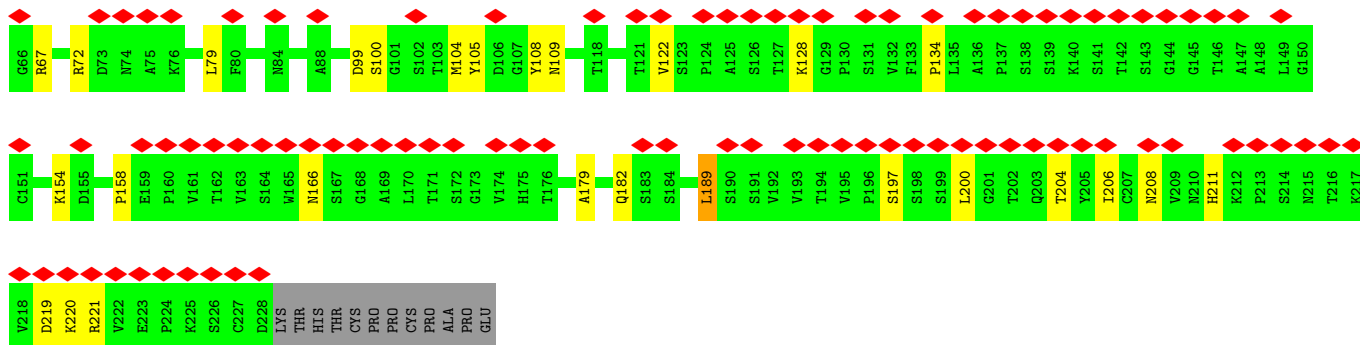 G66 R67 R72 D73 N74 A75 K76 L79 F80 N84 A88 D99 S100 G101 S102 T103 M104 Y105 D106 G107 Y108 N109 T118 T121 V122 S123 P124 A125 S126 T127 K128 G129 P130 S131 V132 F133 P134 L135 A136 P137 S138 S139 K140 S141 T142 S143 G144 G145 T146 A147 A148 L149 G150
C151 K154 D155 P158 E159 P160 V161 T162 V163 S164 W165 N166 S167 G168 A169 L170 T171 S172 G173 V174 H175 T176 A179 Q182 S183 S184 L189 S190 S191 V192 V193 T194 V195 P196 S197 S198 S199 L200 G201 T202 Q203 T204 Y205 I206 C207 N208 V209 N210 H211 K212 P213 S214 N215 T216 K217
V218 D219 K220 R221 V222 E223 P224 K225 S226 C227 D228 LYS THR HIS THR CYS PRO PRO CYS PRO ALA PRO GLU